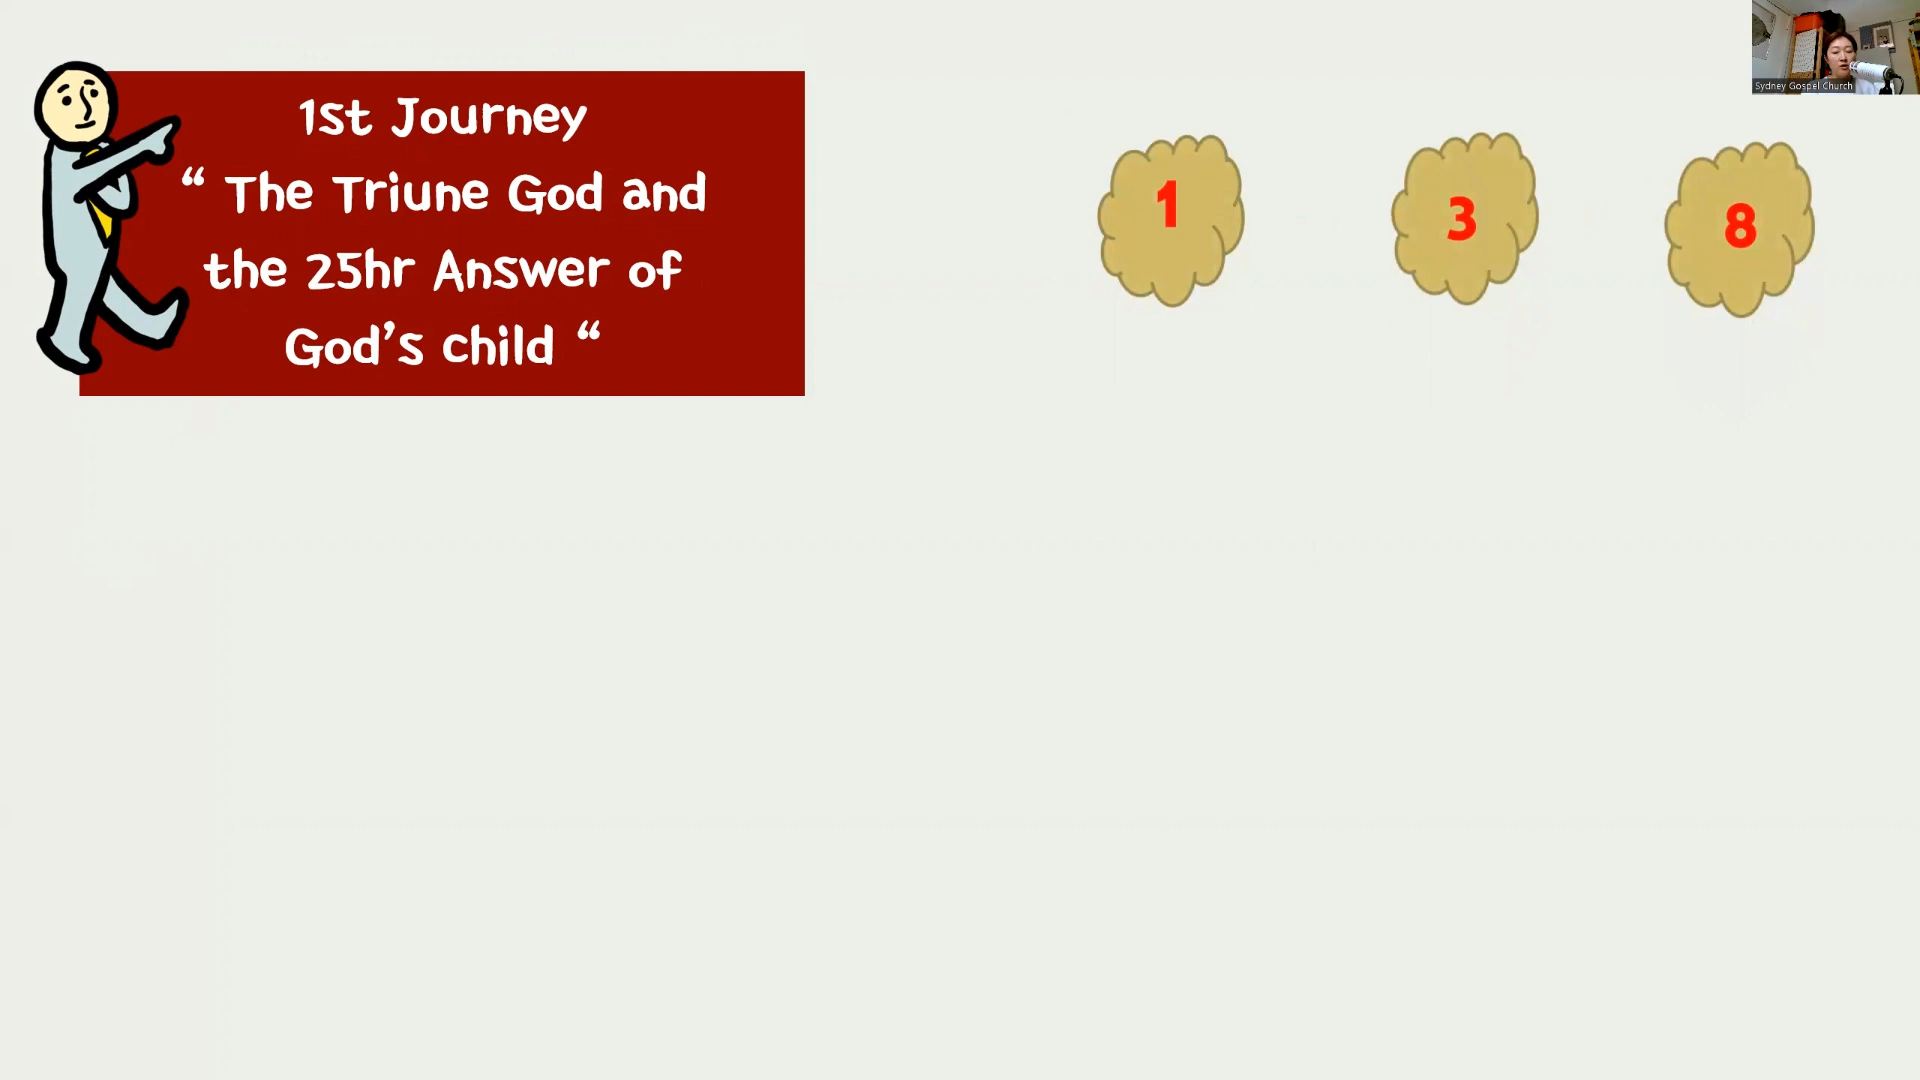 1st Journey
“ The Triune God and
the 25hr Answer of
God’s child “
1
3
8
Sydney Gospel Church